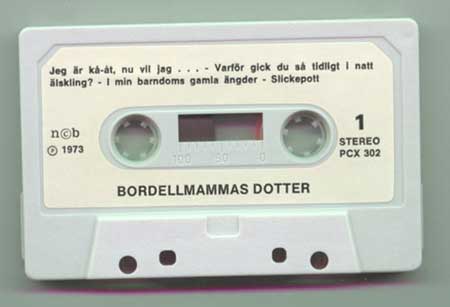 Jeg är kå-åt, nu vil jag . . . - Varför gick du så tidligt i natt
älskling? - I min barndoms gamla ängder - Slickepott
n©b
℗ 1973
1
STEREO
PCX 302
100 50 0
BORDELLMAMMAS DOTTER